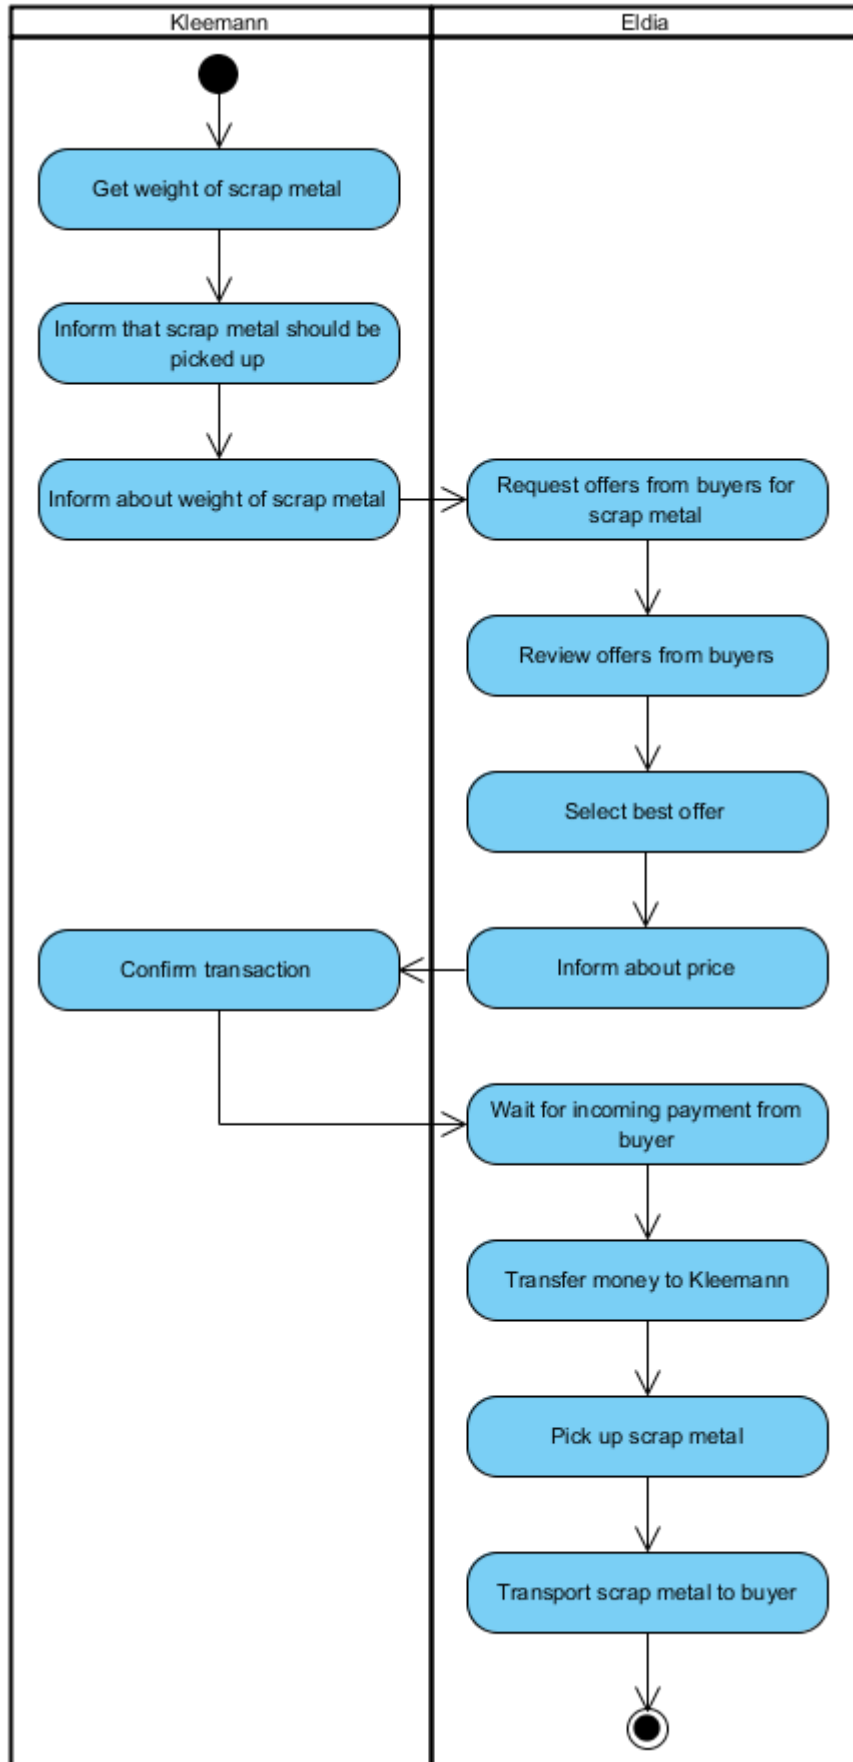 Kleemann
Eldia
Get weight of scrap metal
Inform that scrap metal should be
picked up
Inform about weight of scrap metal
Request offers from buyers for
scrap metal
Review offers from buyers
Select best offer
Inform about price
Confirm transaction
Wait for incoming payment from
buyer
Transfer money to Kleemann
Pick up scrap metal
Transport scrap metal to buyer